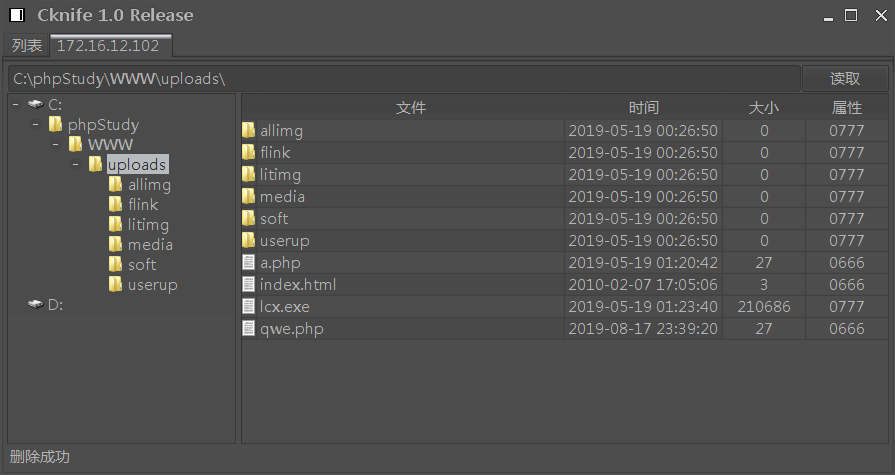 Cknife 1.0 Release
列表 172.16.12.102
C:\phpStudy\WWW\uploads\ 读取
C:
phpStudy
WWW
uploads
allimg
flink
litimg
media
soft
userup
D:
文件 时间 大小 属性
allimg 2019-05-19 00:26:50 0 0777
flink 2019-05-19 00:26:50 0 0777
litimg 2019-05-19 00:26:50 0 0777
media 2019-05-19 00:26:50 0 0777
soft 2019-05-19 00:26:50 0 0777
userup 2019-05-19 00:26:50 0 0777
a.php 2019-05-19 01:20:42 27 0666
index.html 2010-02-07 17:05:06 3 0666
lcx.exe 2019-05-19 01:23:40 210686 0777
qwe.php 2019-08-17 23:39:20 27 0666
删除成功